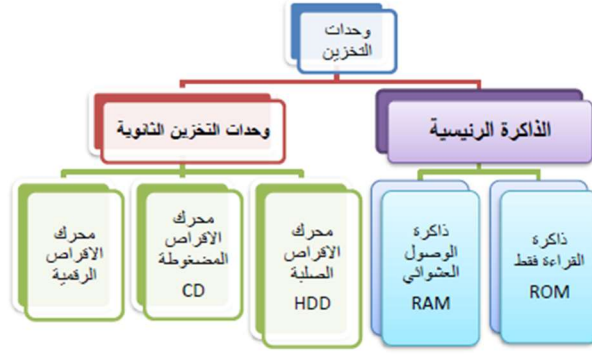 وحدات
التخزين
الذاكرة الرئيسية
وحدات التخزين الثانوية
ذاكرة
القراءة فقط
ROM
ذاكرة
الوصول
العشوائي
RAM
محرك
الاقراص
الصلبة
HDD
محرك
الاقراص
المضغوطة
CD
محرك
الاقراص
الرقمية